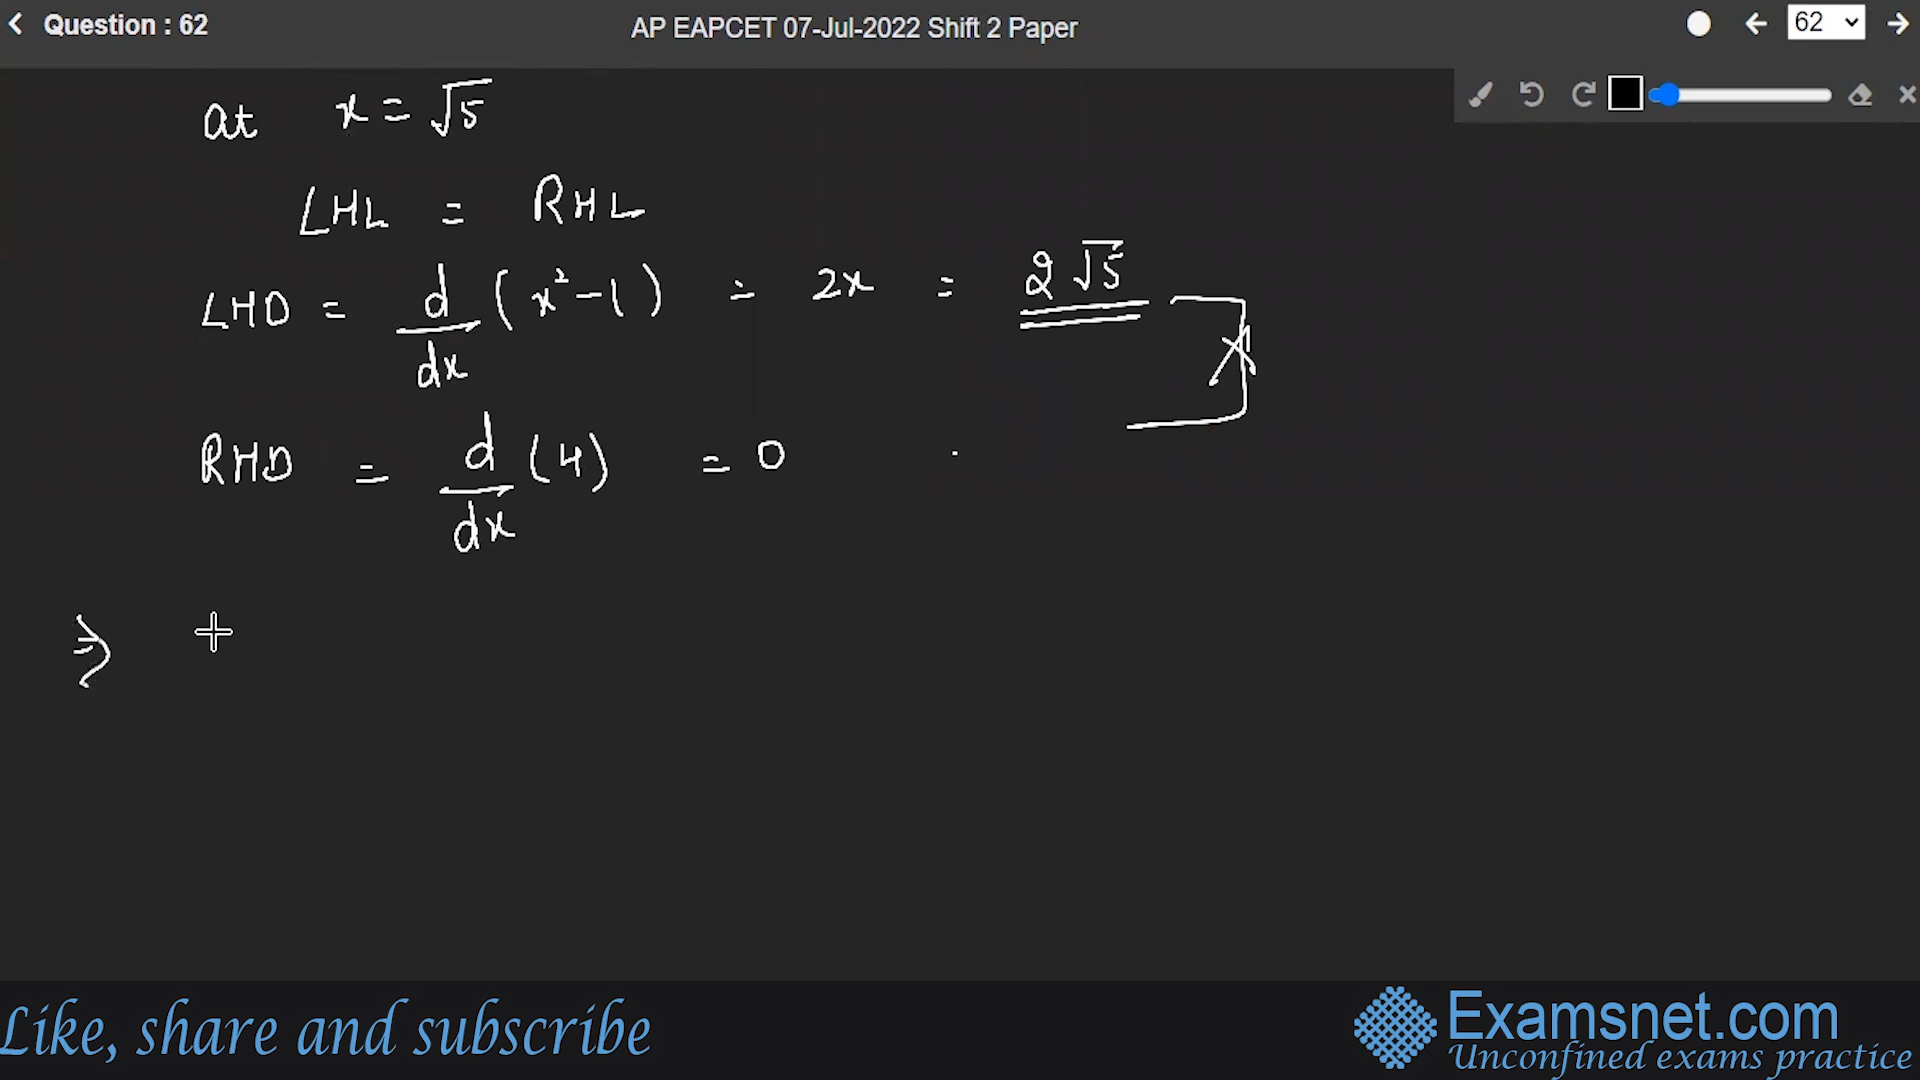 Question : 62
AP EAPCET 07-Jul-2022 Shift 2 Paper
62
at x = √5
LHL = RHL
LHD = d/dx (x² - 1) = 2x = 2√5
RHD = d/dx (4) = 0
⇒
Like, share and subscribe
Examsnet.com
Unconfined exams practice